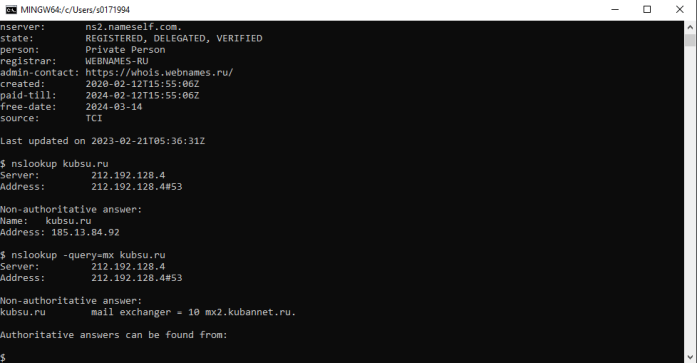 MINGW64:/c/Users/s0171994
nserver:       ns2.nameself.com.
state:         REGISTERED, DELEGATED, VERIFIED
person:        Private Person
registrar:     WEBNAMES-RU
admin-contact: https://whois.webnames.ru/
created:       2020-02-12T15:55:06Z
paid-till:     2024-02-12T15:55:06Z
free-date:     2024-03-14
source:        TCI
Last updated on 2023-02-21T05:36:31Z
$ nslookup kubsu.ru
Server:         212.192.128.4
Address:        212.192.128.4#53
Non-authoritative answer:
Name:   kubsu.ru
Address: 185.13.84.92
$ nslookup -query=mx kubsu.ru
Server:         212.192.128.4
Address:        212.192.128.4#53
Non-authoritative answer:
kubsu.ru        mail exchanger = 10 mx2.kubannet.ru.
Authoritative answers can be found from:
$